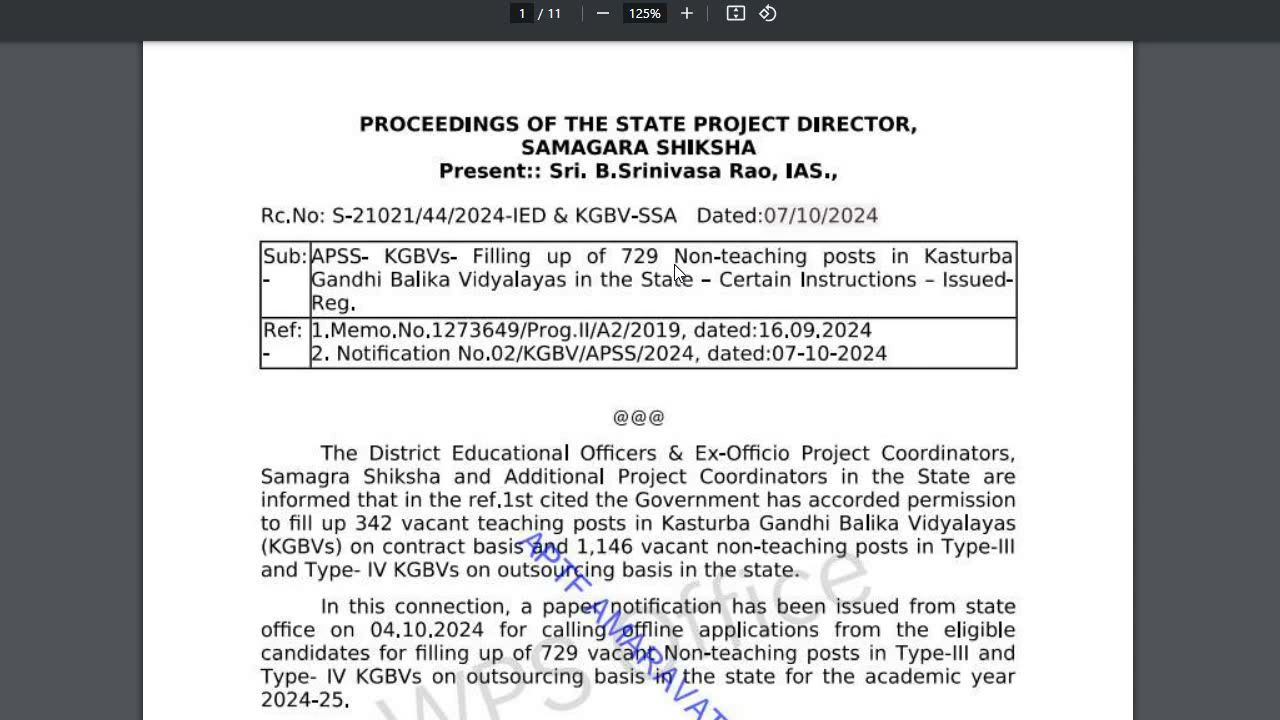 1 / 11 125%
PROCEEDINGS OF THE STATE PROJECT DIRECTOR,
SAMAGARA SHIKSHA
Present:: Sri. B.Srinivasa Rao, IAS.,
Rc.No: S-21021/44/2024-IED & KGBV-SSA Dated:07/10/2024
Sub: APSS- KGBVs- Filling up of 729 Non-teaching posts in Kasturba
- Gandhi Balika Vidyalayas in the State – Certain Instructions – Issued-
Reg.
Ref: 1.Memo.No.1273649/Prog.II/A2/2019, dated:16.09.2024
- 2. Notification No.02/KGBV/APSS/2024, dated:07-10-2024
@@@
The District Educational Officers & Ex-Officio Project Coordinators,
Samagra Shiksha and Additional Project Coordinators in the State are
informed that in the ref.1st cited the Government has accorded permission
to fill up 342 vacant teaching posts in Kasturba Gandhi Balika Vidyalayas
(KGBVs) on contract basis and 1,146 vacant non-teaching posts in Type-III
and Type- IV KGBVs on outsourcing basis in the state.
In this connection, a paper notification has been issued from state
office on 04.10.2024 for calling offline applications from the eligible
candidates for filling up of 729 vacant Non-teaching posts in Type-III and
Type- IV KGBVs on outsourcing basis in the state for the academic year
2024-25.
APTF AMARAVAT
WPS Office